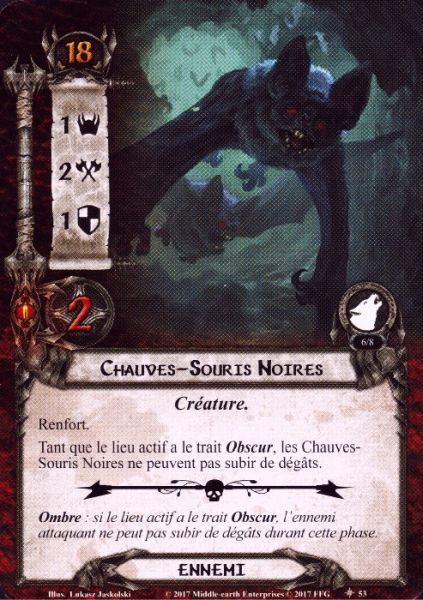 18
1
2
1
2
6/8
Chauves-Souris Noires
Créature.
Renfort.
Tant que le lieu actif a le trait Obscur, les Chauves-
Souris Noires ne peuvent pas subir de dégâts.
Ombre : si le lieu actif a le trait Obscur, l'ennemi
attaquant ne peut pas subir de dégâts durant cette phase.
ENNEMI
Illus. Lukasz Jaskolski © 2017 Middle-earth Enterprises © 2017 FFG 53